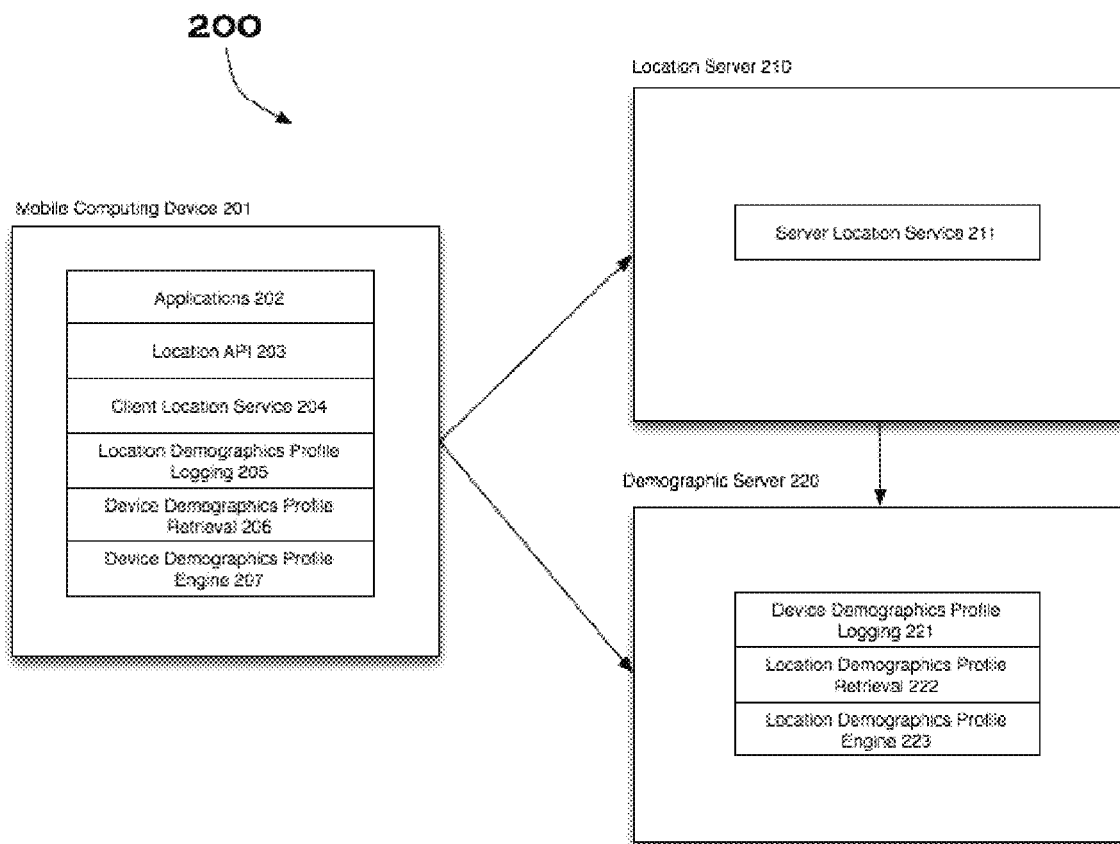 200
Location Server 210
Server Location Service 211
Mobile Computing Device 201
Applications 202
Location API 203
Client Location Service 204
Location Demographics Profile
Logging 205
Device Demographics Profile
Retrieval 206
Device Demographics Profile
Engine 207
Demographic Server 220
Device Demographics Profile
Logging 221
Location Demographics Profile
Retrieval 222
Location Demographics Profile
Engine 223